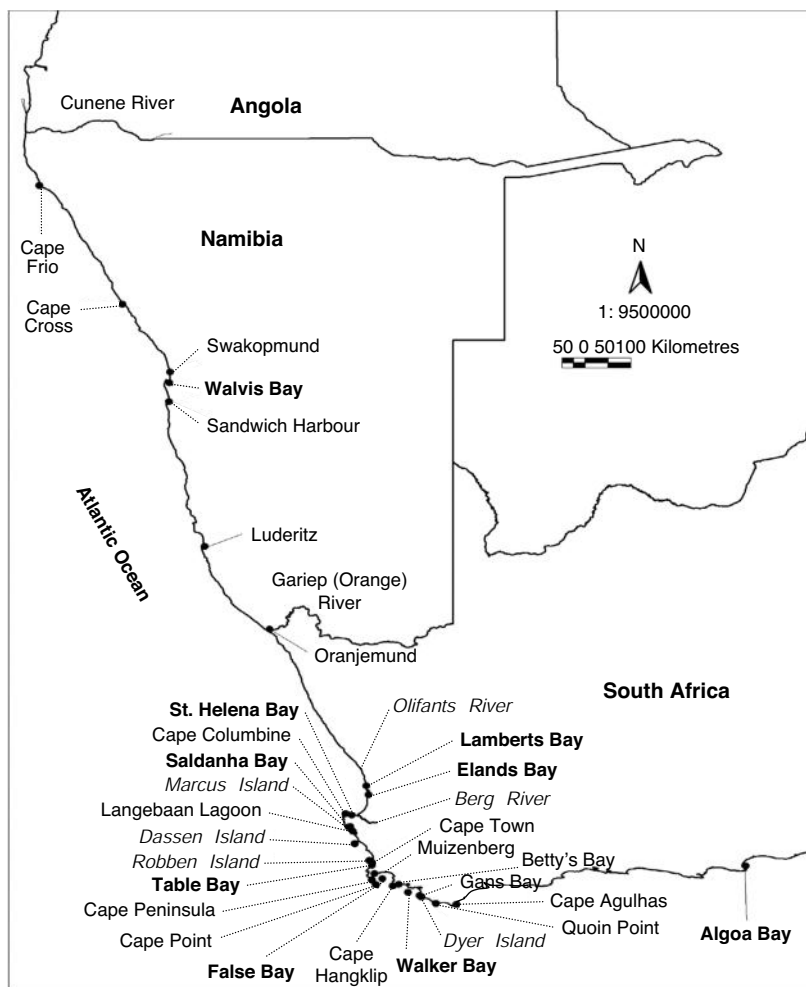 Cunene River
Angola
Namibia
Cape
Frio
N
1: 9500000
50 0 50100 Kilometres
Cape
Cross
Swakopmund
Walvis Bay
Sandwich Harbour
Atlantic Ocean
Luderitz
Gariep (Orange)
River
Oranjemund
South Africa
St. Helena Bay
Olifants River
Cape Columbine
Lamberts Bay
Saldanha Bay
Elands Bay
Marcus Island
Langebaan Lagoon
Berg River
Dassen Island
Cape Town
Robben Island
Muizenberg
Table Bay
Betty's Bay
Gans Bay
Cape Peninsula
Cape Agulhas
Cape Point
Quoin Point
Dyer Island
Algoa Bay
False Bay
Cape
Hangklip
Walker Bay